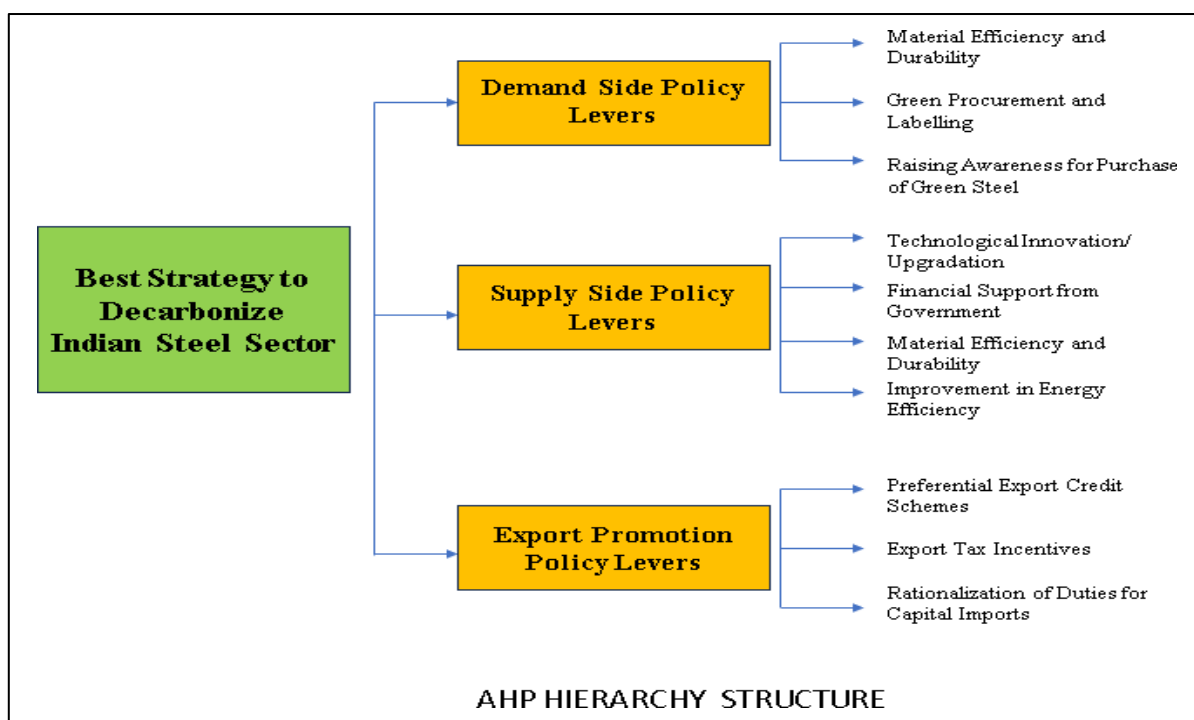 Material Efficiency and
Durability
Demand Side Policy
Levers
Green Procurement and
Labelling
Raising Awareness for Purchase
of Green Steel
Best Strategy to
Decarbonize
Indian Steel Sector
Technological Innovation/
Upgradation
Supply Side Policy
Levers
Financial Support from
Government
Material Efficiency and
Durability
Improvement in Energy
Efficiency
Preferential Export Credit
Schemes
Export Promotion
Policy Levers
Export Tax Incentives
Rationalization of Duties for
Capital Imports
AHP HIERARCHY STRUCTURE